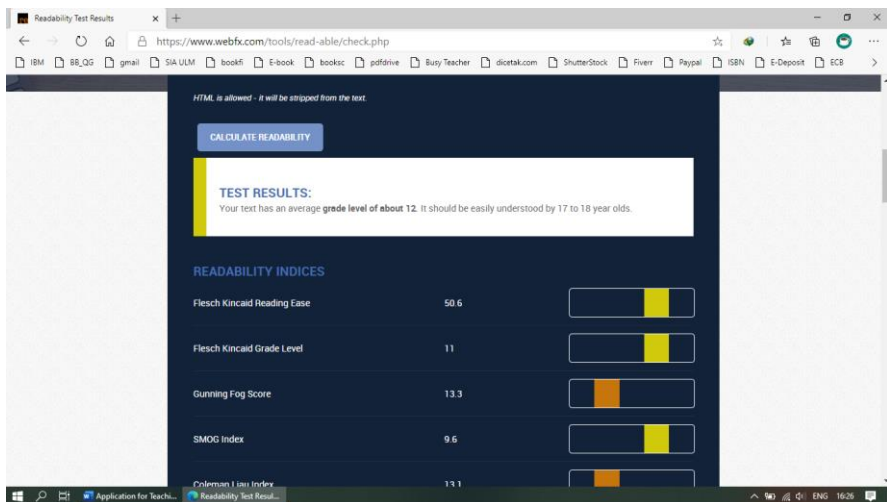 Readability Test Results
https://www.webfx.com/tools/read-able/check.php
IBM BB_QG gmail SIA ULM bookfi E-book booksc pdfdrive Busy Teacher dicetak.com ShutterStock Fiverr Paypal ISBN E-Deposit ECB
HTML is allowed - it will be stripped from the text.
CALCULATE READABILITY
TEST RESULTS:
Your text has an average grade level of about 12. It should be easily understood by 17 to 18 year olds.
READABILITY INDICES
Flesch Kincaid Reading Ease 50.6
Flesch Kincaid Grade Level 11
Gunning Fog Score 13.3
SMOG Index 9.6
Coleman Liau Index 13.1
Application for Teachi... Readability Test Resul... ENG 16:26